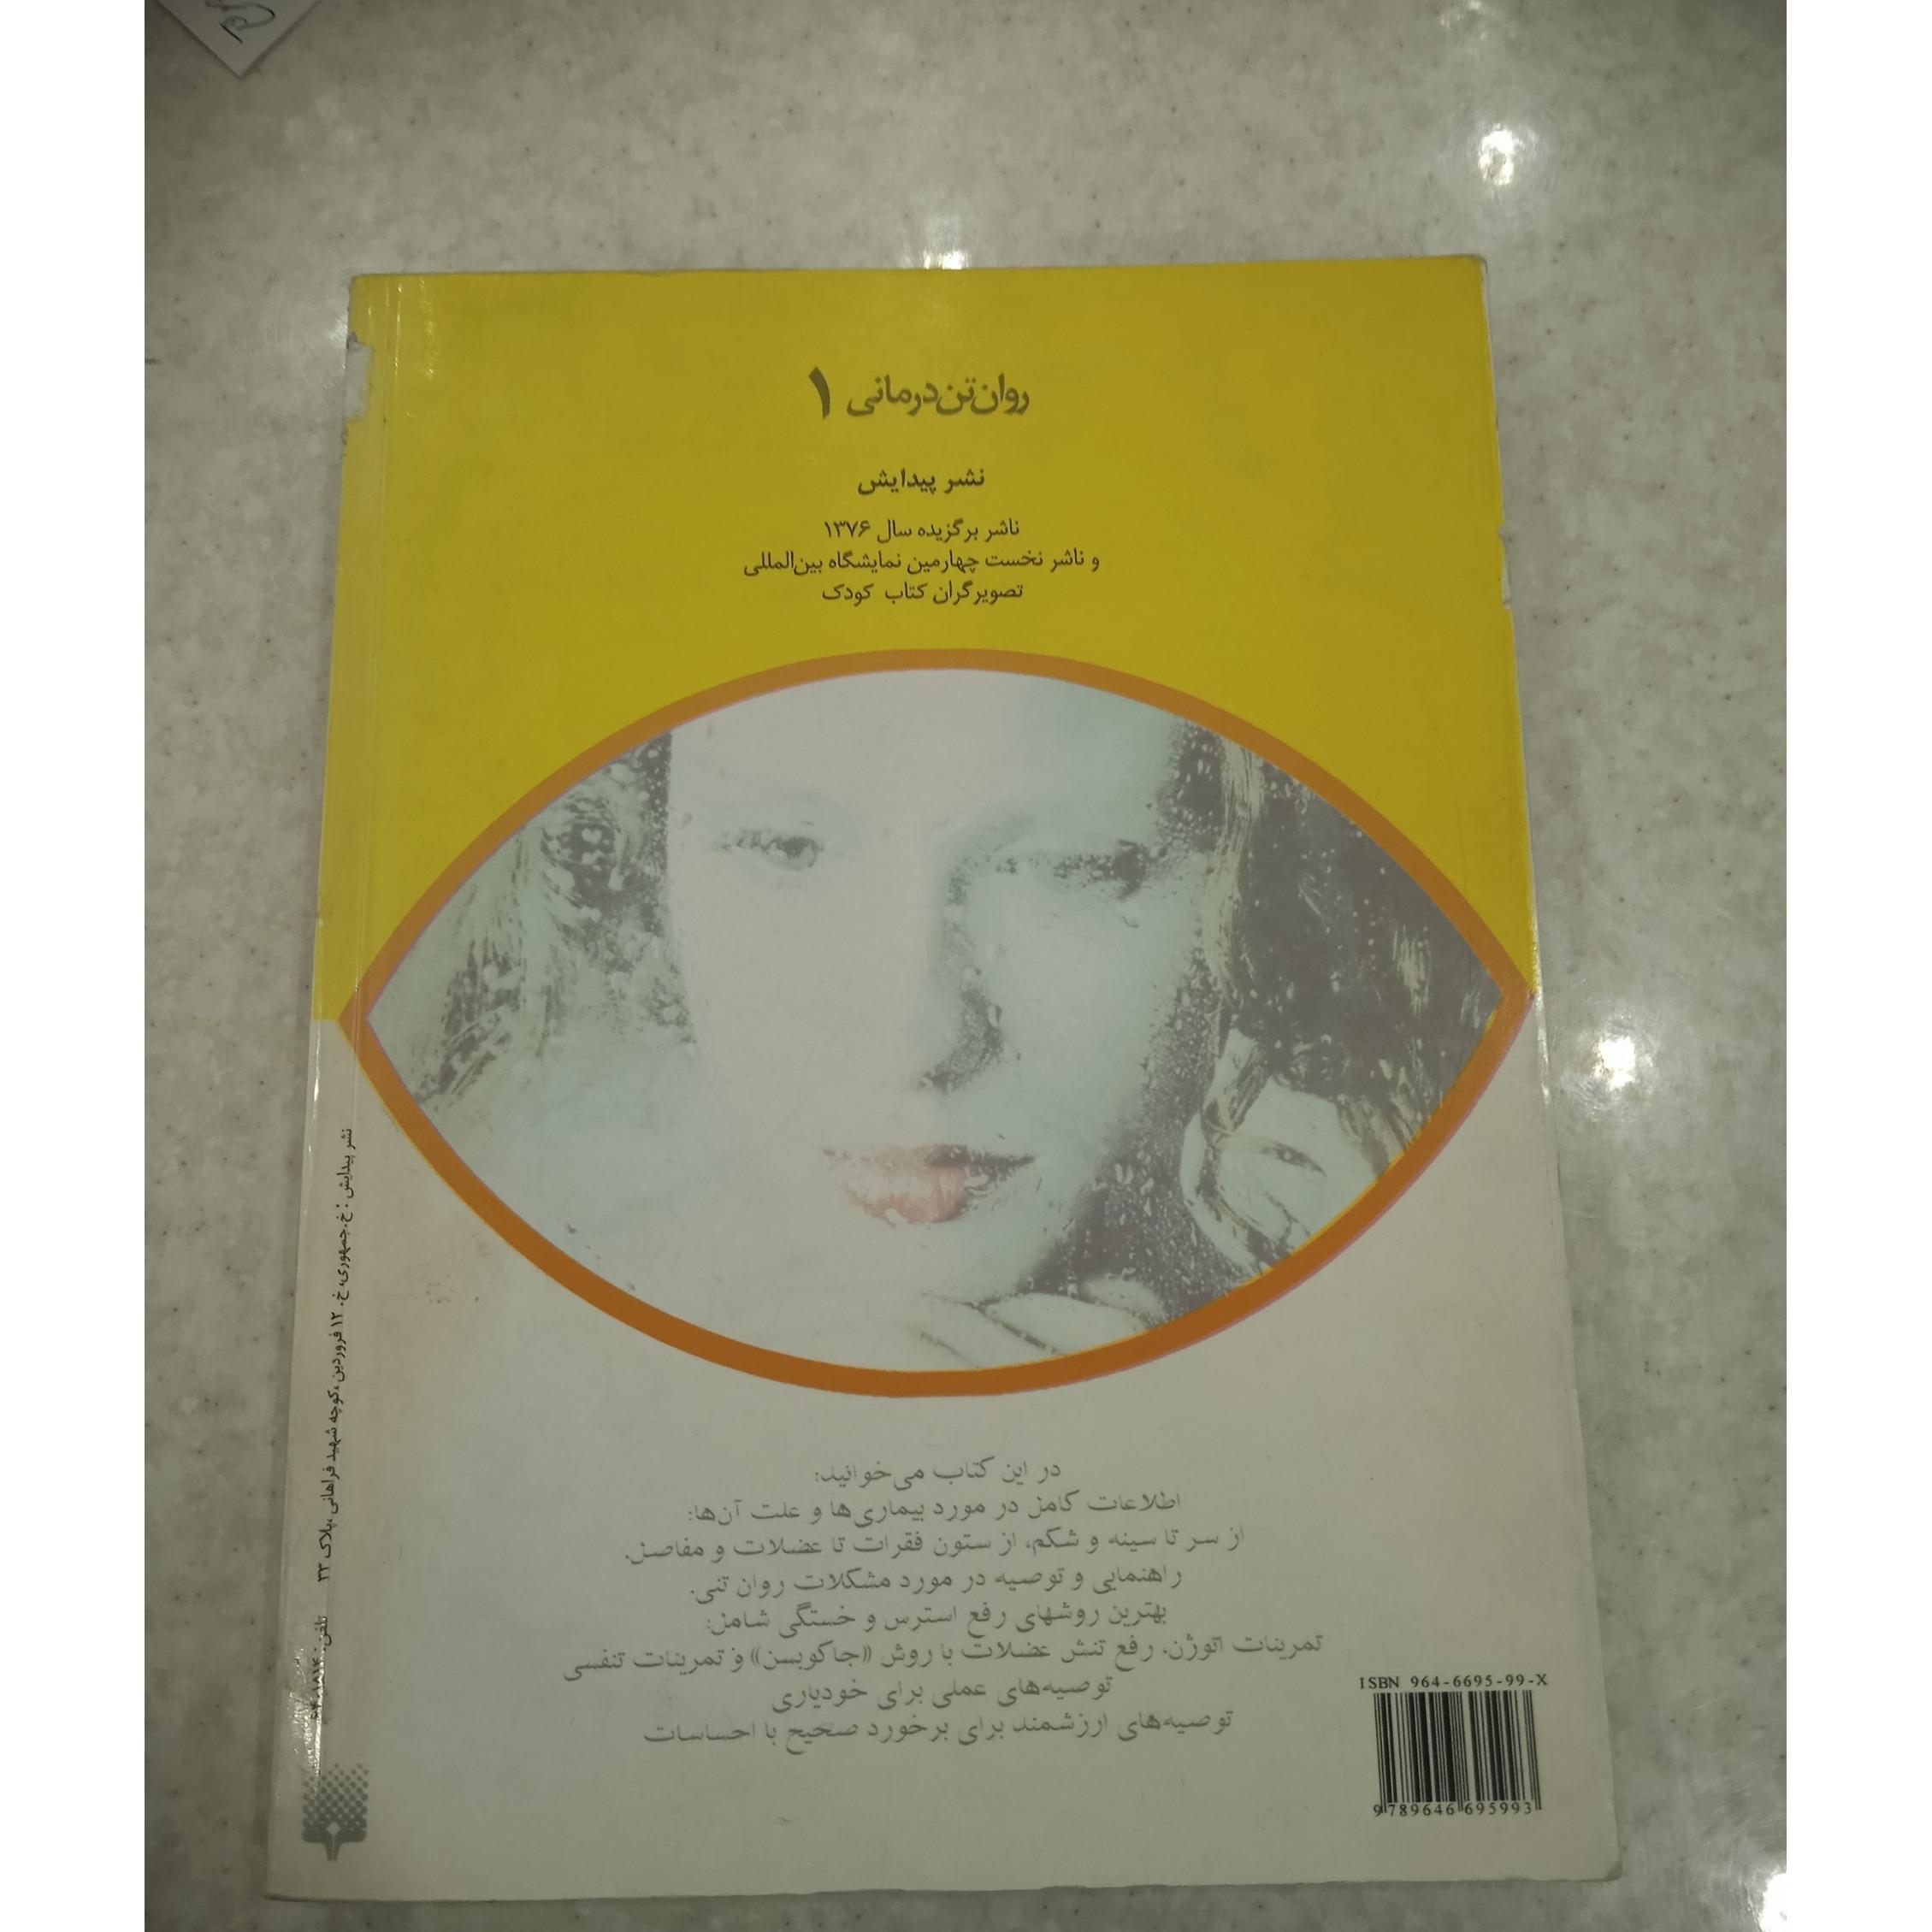 روان‌تن‌درمانی ۱
نشر پیدایش
ناشر برگزیده سال ۱۳۷۶
و ناشر نخست چهارمین نمایشگاه بین‌المللی
تصویرگران کتاب کودک
در این کتاب می‌خوانید:
اطلاعات کامل در مورد بیماری‌ها و علت آن‌ها:
از سر تا سینه و شکم، از ستون فقرات تا عضلات و مفاصل.
راهنمایی و توصیه در مورد مشکلات روان تنی.
بهترین روشهای رفع استرس و خستگی شامل:
تمرینات اتوژن. رفع تنش عضلات با روش «جاکوبسن» و تمرینات تنفسی
توصیه‌های عملی برای خودیاری
توصیه‌های ارزشمند برای برخورد صحیح با احساسات
ISBN 964-6695-99-X
9789646695993
نشر پیدایش : خ.جمهوری، خ. ۱۲ فروردین، کوچه شهید فراهانی، پلاک ۳۳ تلفن: